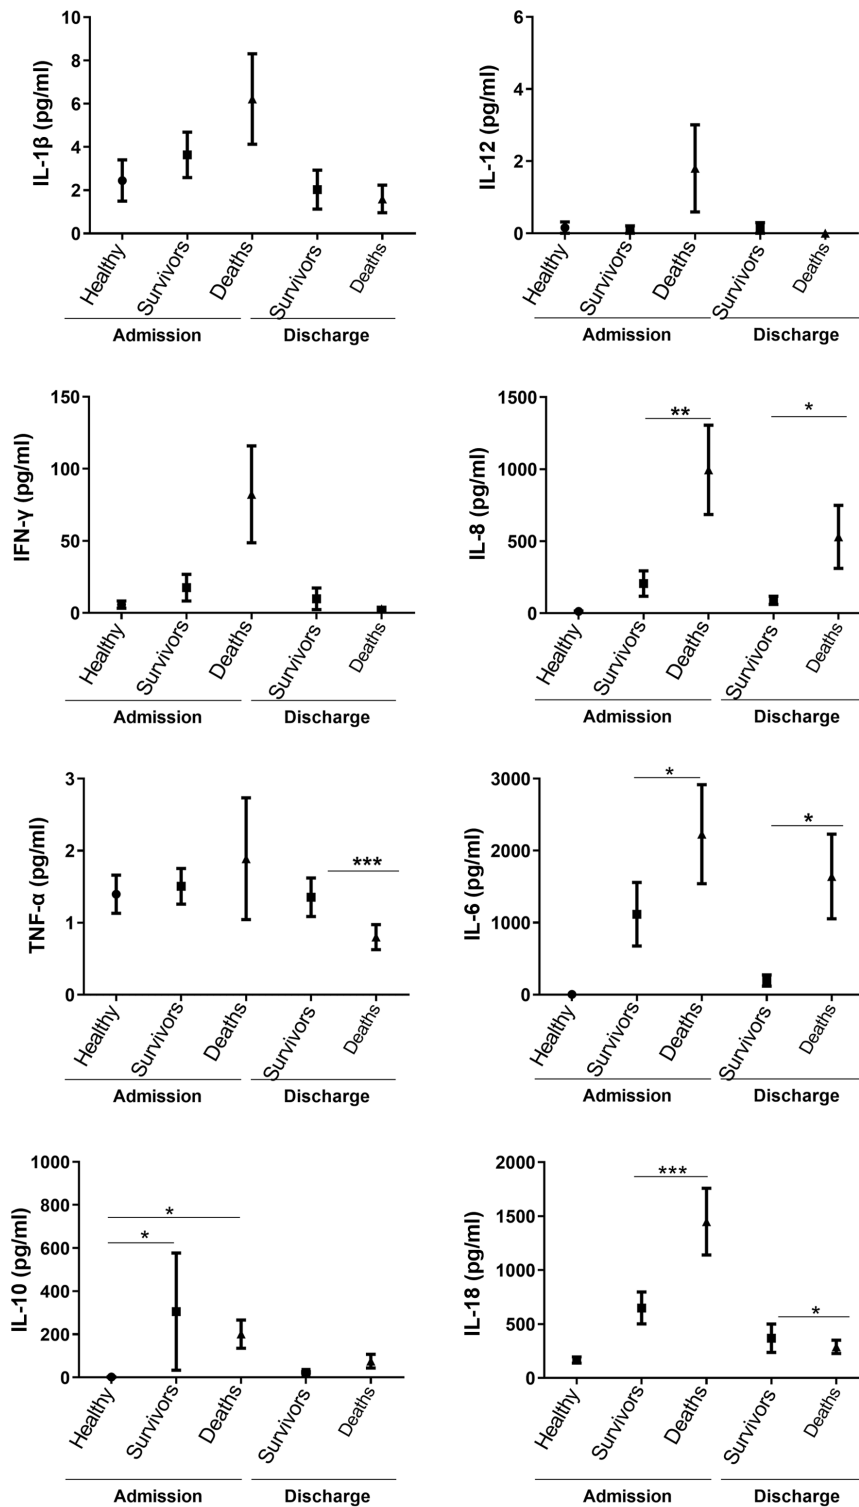 IL-1β (pg/ml)
10
8
6
4
2
0
Healthy
Survivors
Deaths
Survivors
Deaths
Admission
Discharge
IL-12 (pg/ml)
6
4
2
0
Healthy
Survivors
Deaths
Survivors
Deaths
Admission
Discharge
IFN-γ (pg/ml)
150
100
50
0
Healthy
Survivors
Deaths
Survivors
Deaths
Admission
Discharge
IL-8 (pg/ml)
1500
1000
500
0
**
*
Healthy
Survivors
Deaths
Survivors
Deaths
Admission
Discharge
TNF-α (pg/ml)
3
2
1
0
***
Healthy
Survivors
Deaths
Survivors
Deaths
Admission
Discharge
IL-6 (pg/ml)
3000
2000
1000
0
*
*
Healthy
Survivors
Deaths
Survivors
Deaths
Admission
Discharge
IL-10 (pg/ml)
1000
800
600
400
200
0
*
*
Healthy
Survivors
Deaths
Survivors
Deaths
Admission
Discharge
IL-18 (pg/ml)
2000
1500
1000
500
0
***
*
Healthy
Survivors
Deaths
Survivors
Deaths
Admission
Discharge